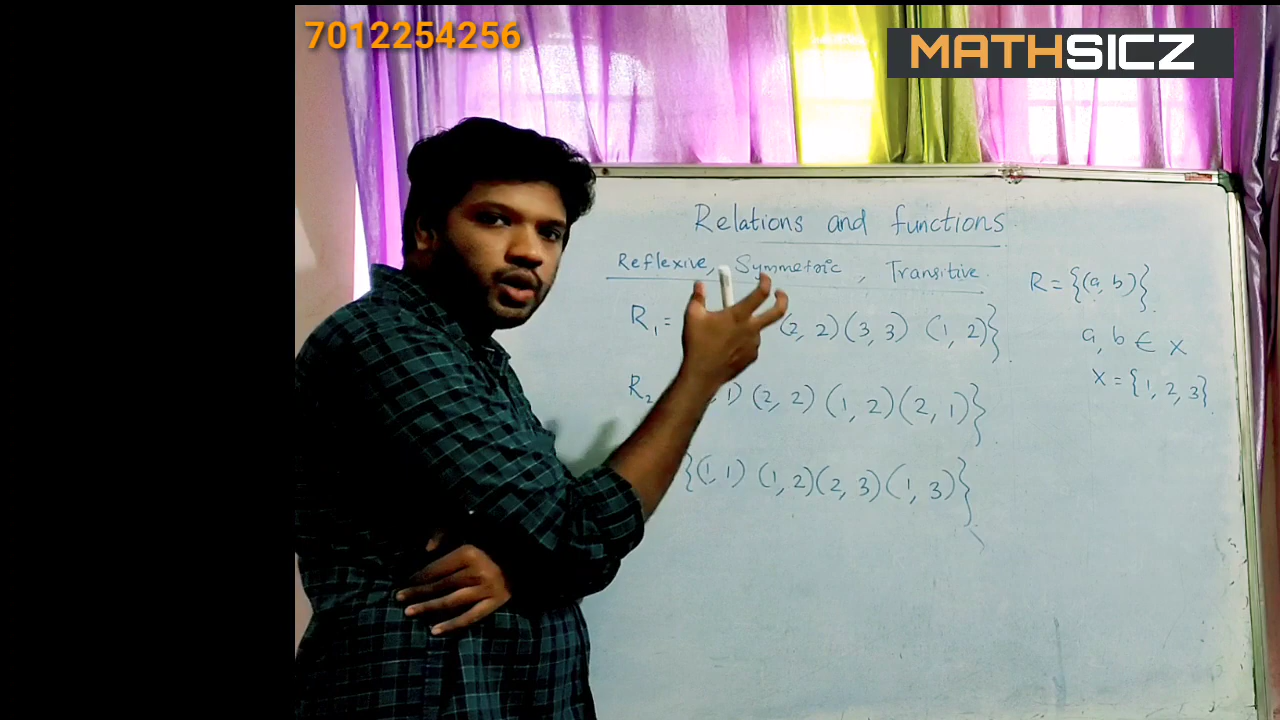 7012254256
MATHSICZ
Relations and functions
Reflexive, Symmetric, Transitive.
R₁ = (2, 2) (3, 3) (1, 2)}
R₂ 1) (2, 2) (1, 2) (2, 1)}
{(1, 1) (1, 2) (2, 3) (1, 3)}
R = {(a, b)}
a, b ∈ X
X = {1, 2, 3}